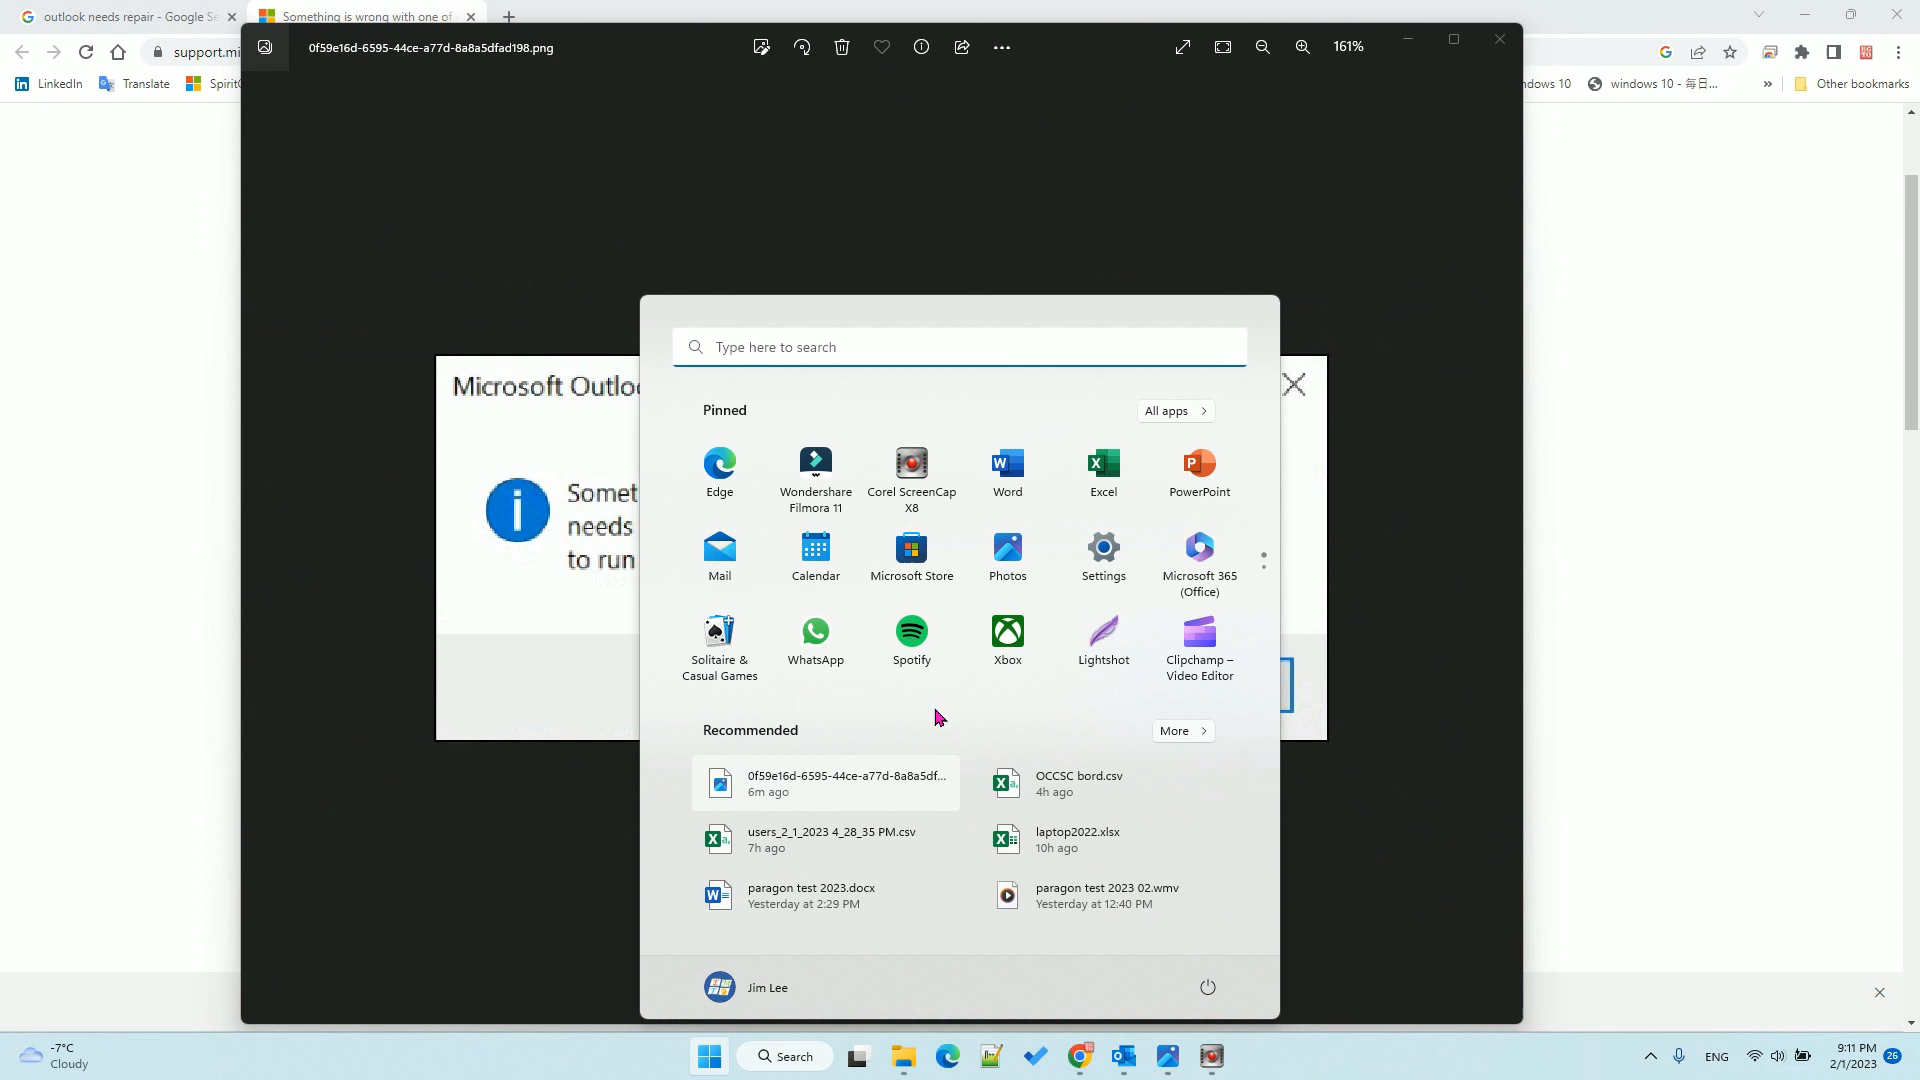 outlook needs repair - Google Se
Something is wrong with one of
0f59e16d-6595-44ce-a77d-8a8a5dfad198.png
161%
support.mi
LinkedIn
Translate
Spirit
ndows 10
windows 10 - 每日...
»
Other bookmarks
Type here to search
Microsoft Outlo
Pinned
All apps
Edge
Wondershare
Filmora 11
Corel ScreenCap
X8
Word
Excel
PowerPoint
Somet
needs
to run
Mail
Calendar
Microsoft Store
Photos
Settings
Microsoft 365
(Office)
Solitaire &
Casual Games
WhatsApp
Spotify
Xbox
Lightshot
Clipchamp –
Video Editor
Recommended
More
0f59e16d-6595-44ce-a77d-8a8a5df...
6m ago
OCCSC bord.csv
4h ago
users_2_1_2023 4_28_35 PM.csv
7h ago
laptop2022.xlsx
10h ago
paragon test 2023.docx
Yesterday at 2:29 PM
paragon test 2023 02.wmv
Yesterday at 12:40 PM
Jim Lee
-7°C
Cloudy
Search
ENG
9:11 PM
2/1/2023
26